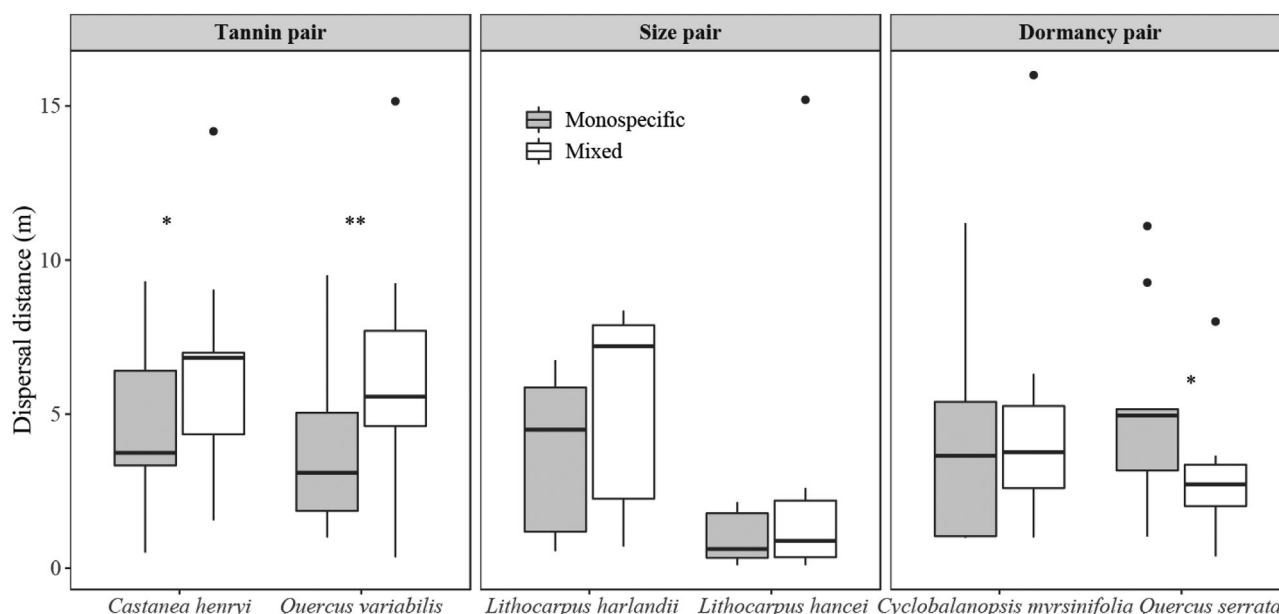 Tannin pair
Size pair
Dormancy pair
Dispersal distance (m)
15
10
5
0
Monospecific
Mixed
*
**
*
Castanea henryi
Quercus variabilis
Lithocarpus harlandii
Lithocarpus hancei
Cyclobalanopsis myrsinifolia
Quercus serrata